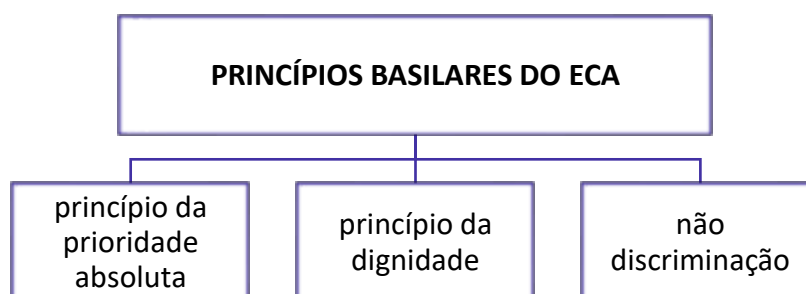 PRINCÍPIOS BASILARES DO ECA
princípio da
prioridade
absoluta
princípio da
dignidade
não
discriminação